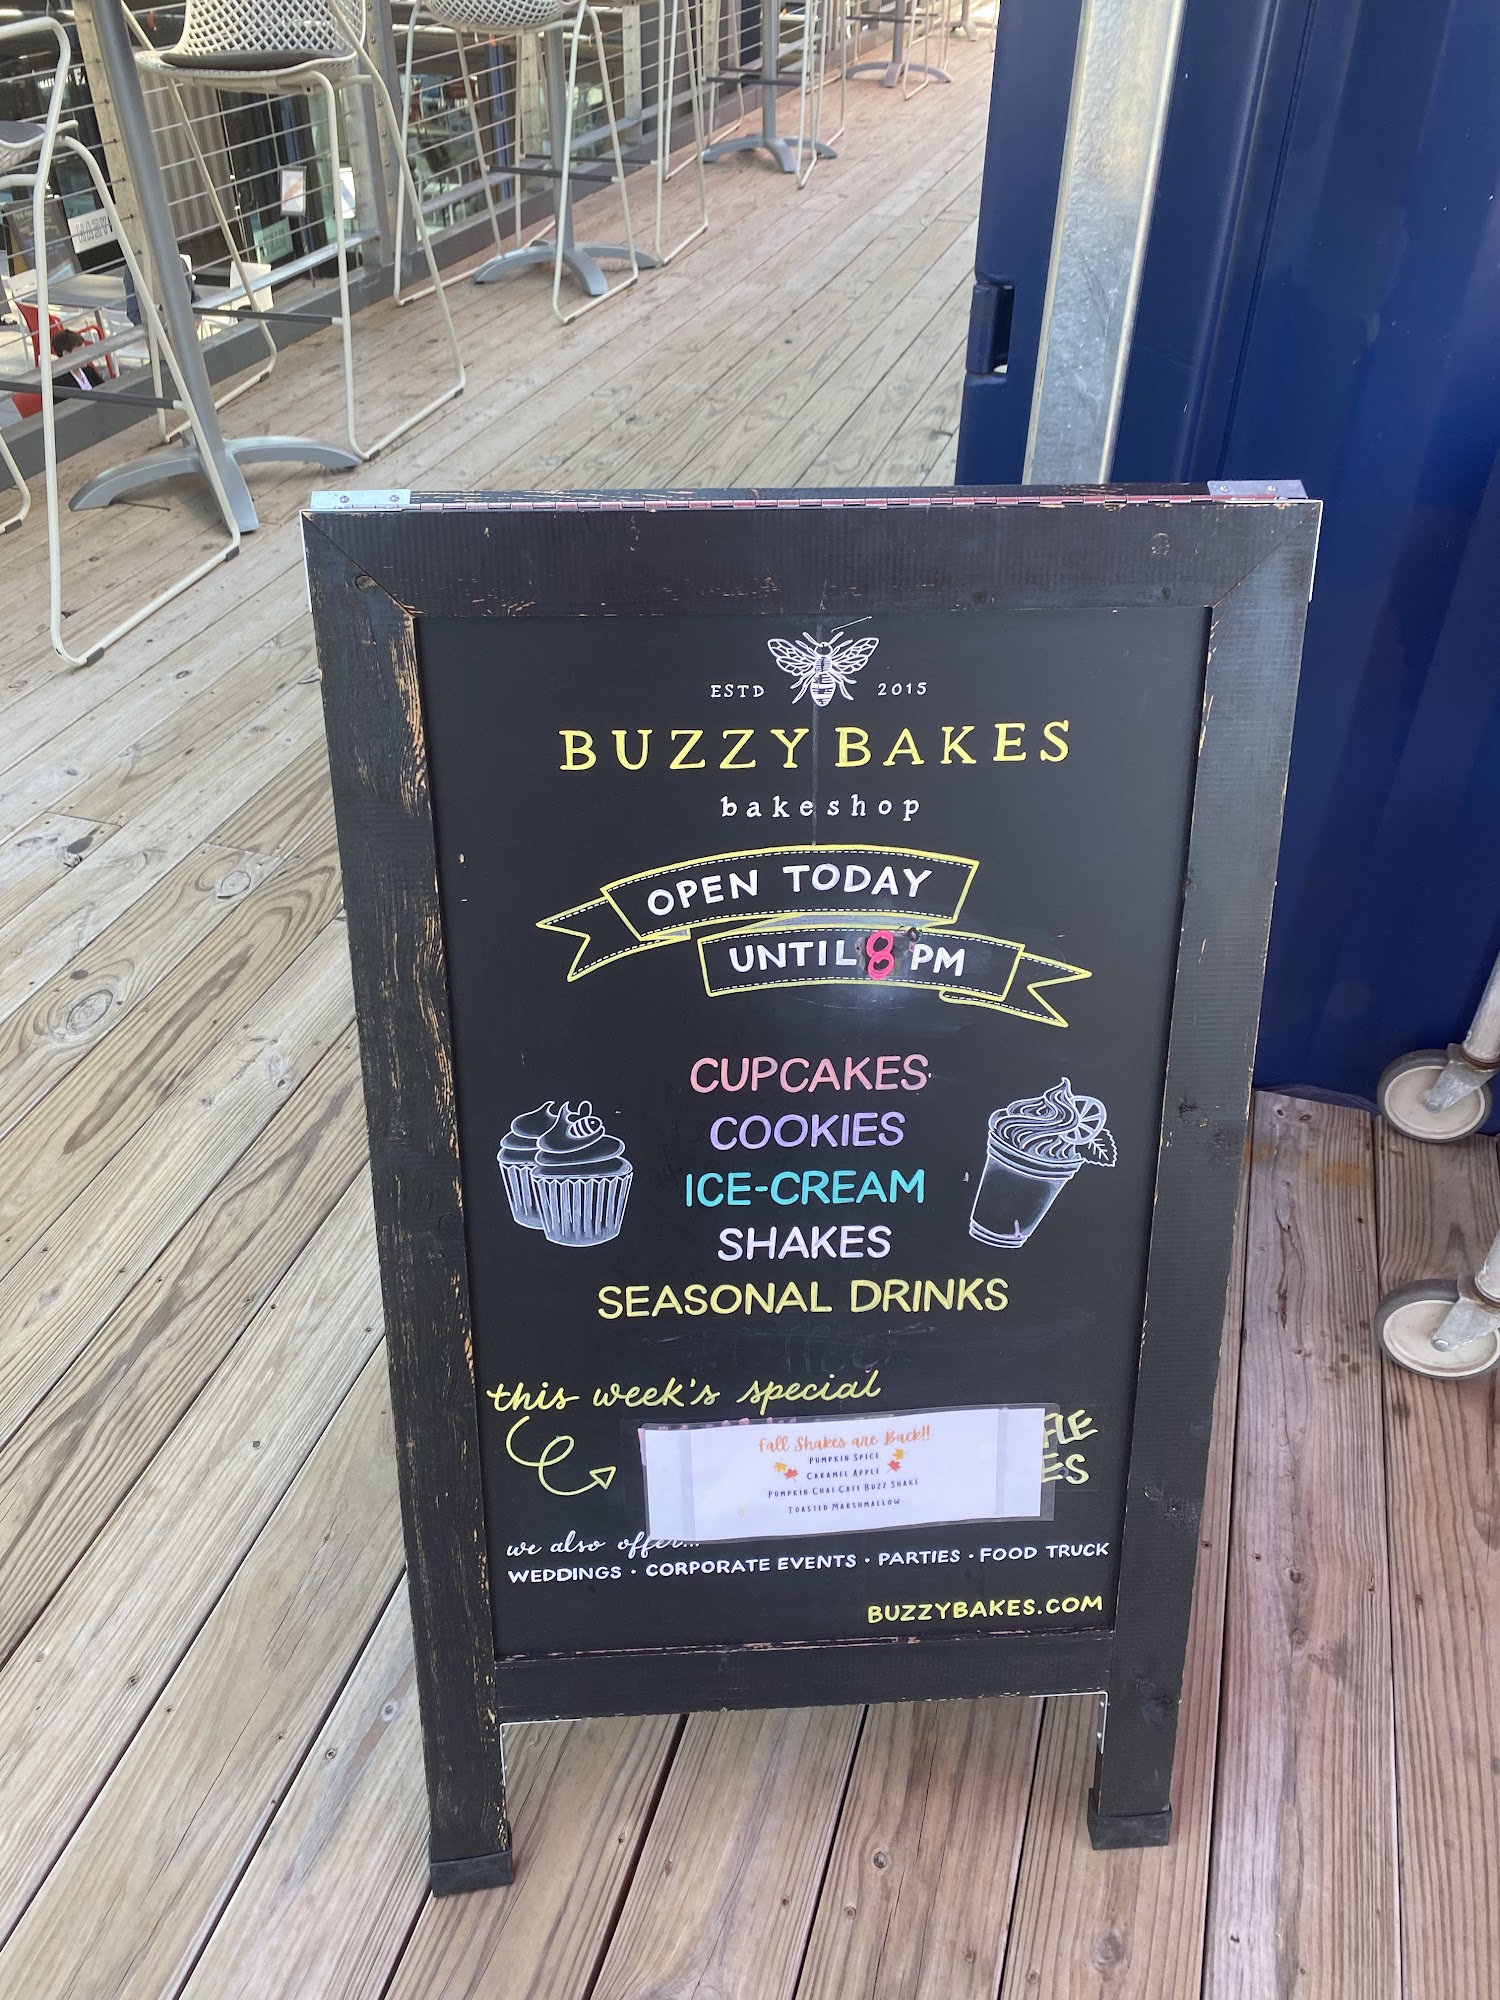 ESTD 2015
BUZZY BAKES
bakeshop
OPEN TODAY
UNTIL 8 PM
CUPCAKES
COOKIES
ICE-CREAM
SHAKES
SEASONAL DRINKS
this week's special
Fall Shakes are Back!!
PUMPKIN SPICE
CARAMEL APPLE
PUMPKIN CHAI CAFE BUZZ SHAKE
TOASTED MARSHMALLOW
we also offer...
WEDDINGS · CORPORATE EVENTS · PARTIES · FOOD TRUCK
BUZZYBAKES.COM